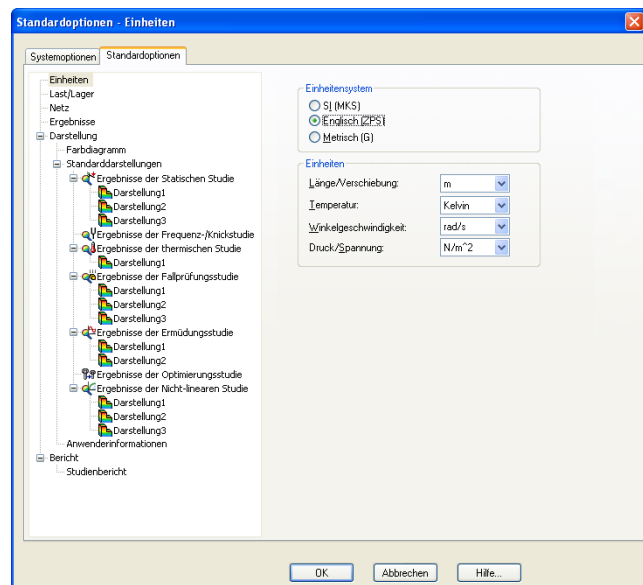 Standardoptionen - Einheiten
Systemoptionen
Standardoptionen
Einheiten
Last/Lager
Netz
Ergebnisse
Darstellung
Farbdiagramm
Standarddarstellungen
Ergebnisse der Statischen Studie
Darstellung1
Darstellung2
Darstellung3
Ergebnisse der Frequenz-/Knickstudie
Ergebnisse der thermischen Studie
Darstellung1
Ergebnisse der Fallprüfungsstudie
Darstellung1
Darstellung2
Darstellung3
Ergebnisse der Ermüdungsstudie
Darstellung1
Darstellung2
Ergebnisse der Optimierungsstudie
Ergebnisse der Nicht-linearen Studie
Darstellung1
Darstellung2
Darstellung3
Anwenderinformationen
Bericht
Studienbericht
Einheitensystem
SI (MKS)
Englisch (ZPS)
Metrisch (G)
Einheiten
Länge/Verschiebung: m
Temperatur: Kelvin
Winkelgeschwindigkeit: rad/s
Druck/Spannung: N/m^2
OK
Abbrechen
Hilfe...